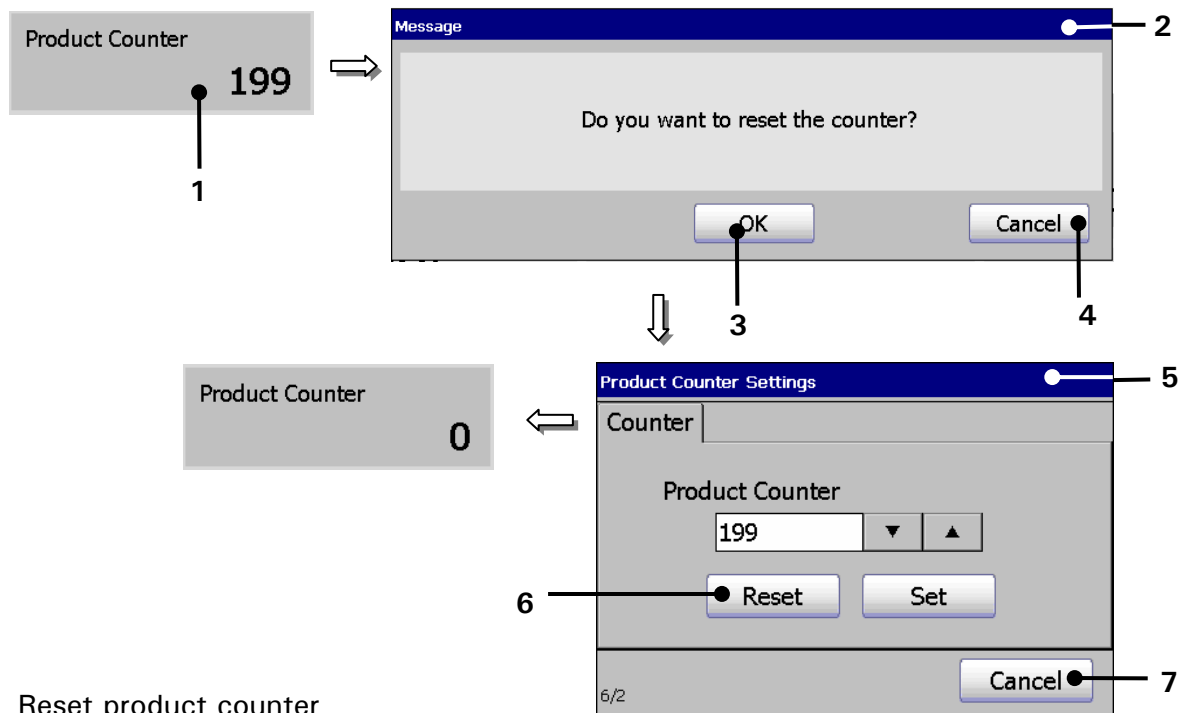 Product Counter
199
1
Message
2
Do you want to reset the counter?
OK
Cancel
3
4
Product Counter
0
Product Counter Settings
5
Counter
Product Counter
199
▼ ▲
6
Reset Set
Cancel
7
6/2
Reset product counter